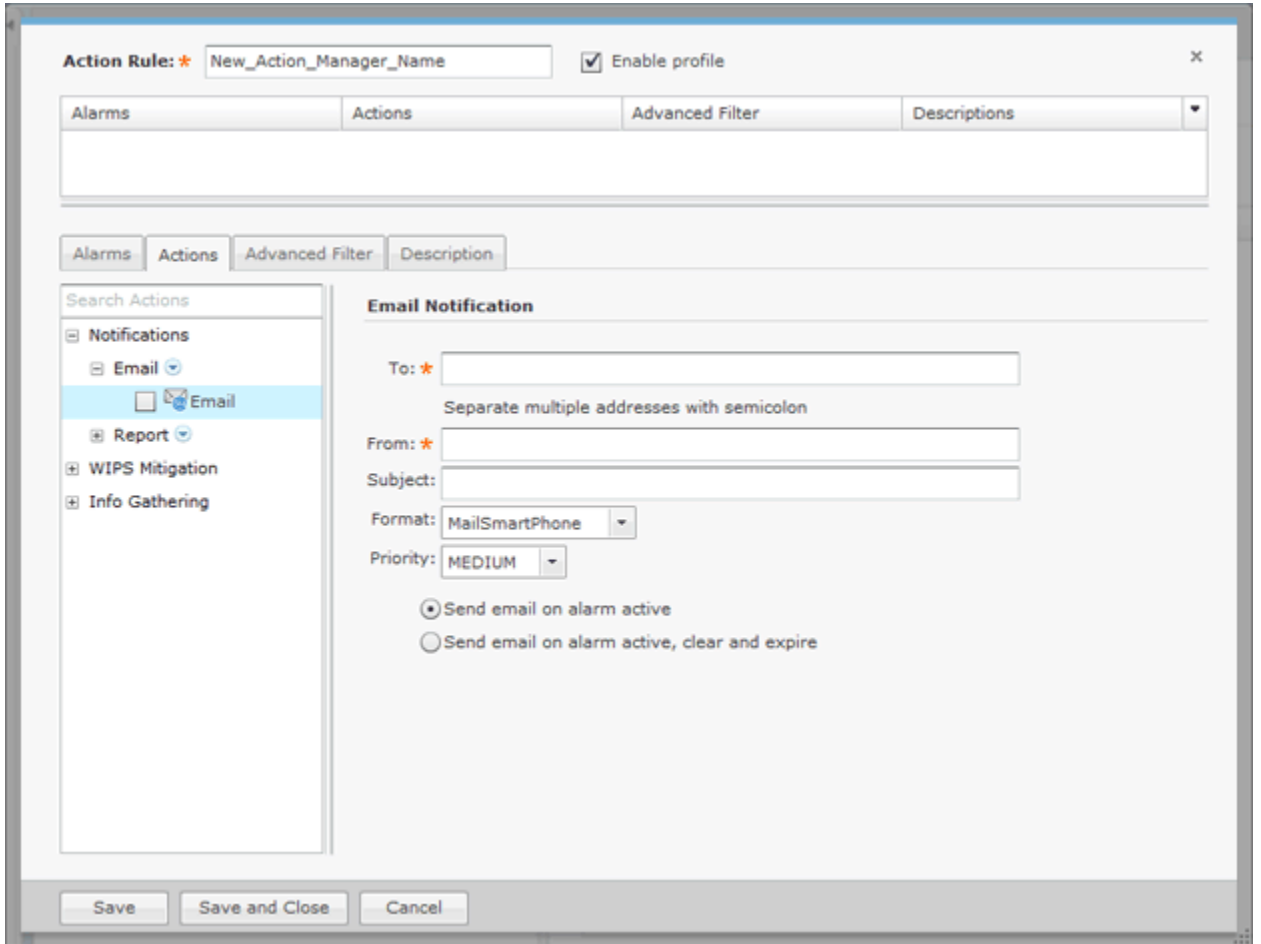 Action Rule: * New_Action_Manager_Name Enable profile
Alarms Actions Advanced Filter Descriptions
Alarms Actions Advanced Filter Description
Search Actions
Notifications
Email
Email
Report
WIPS Mitigation
Info Gathering
Email Notification
To: *
Separate multiple addresses with semicolon
From: *
Subject:
Format: MailSmartPhone
Priority: MEDIUM
Send email on alarm active
Send email on alarm active, clear and expire
Save Save and Close Cancel